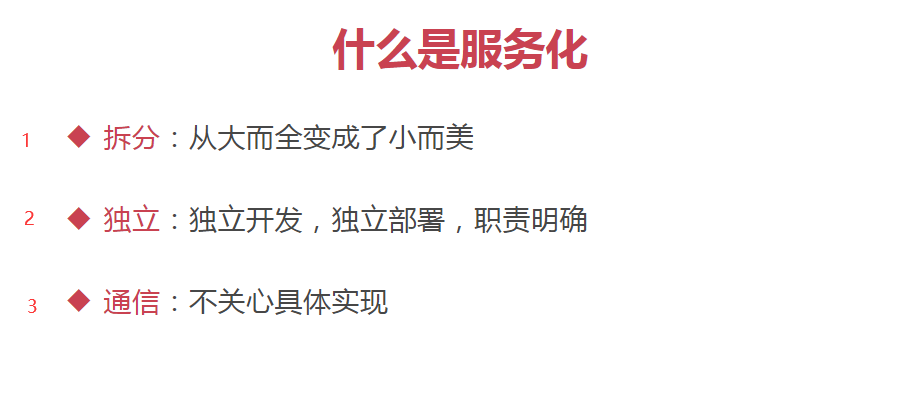 什么是服务化
1 ◆ 拆分：从大而全变成了小而美
2 ◆ 独立：独立开发，独立部署，职责明确
3 ◆ 通信：不关心具体实现